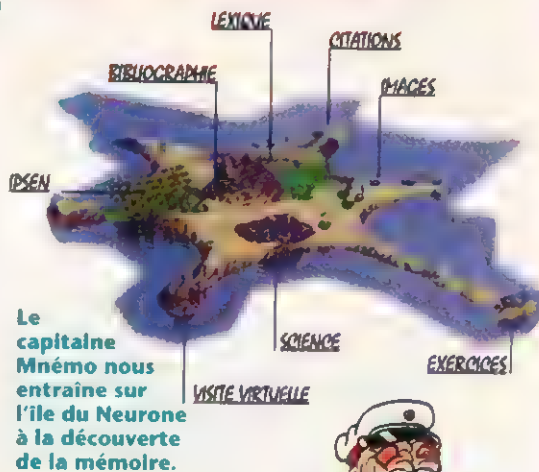 LEXIQUE
CITATIONS
BIBLIOGRAPHIE
IMAGES
IPSEN
SCIENCE
EXERCICES
VISITE VIRTUELLE
Le
capitaine
Mnémo nous
entraîne sur
l'île du Neurone
à la découverte
de la mémoire.